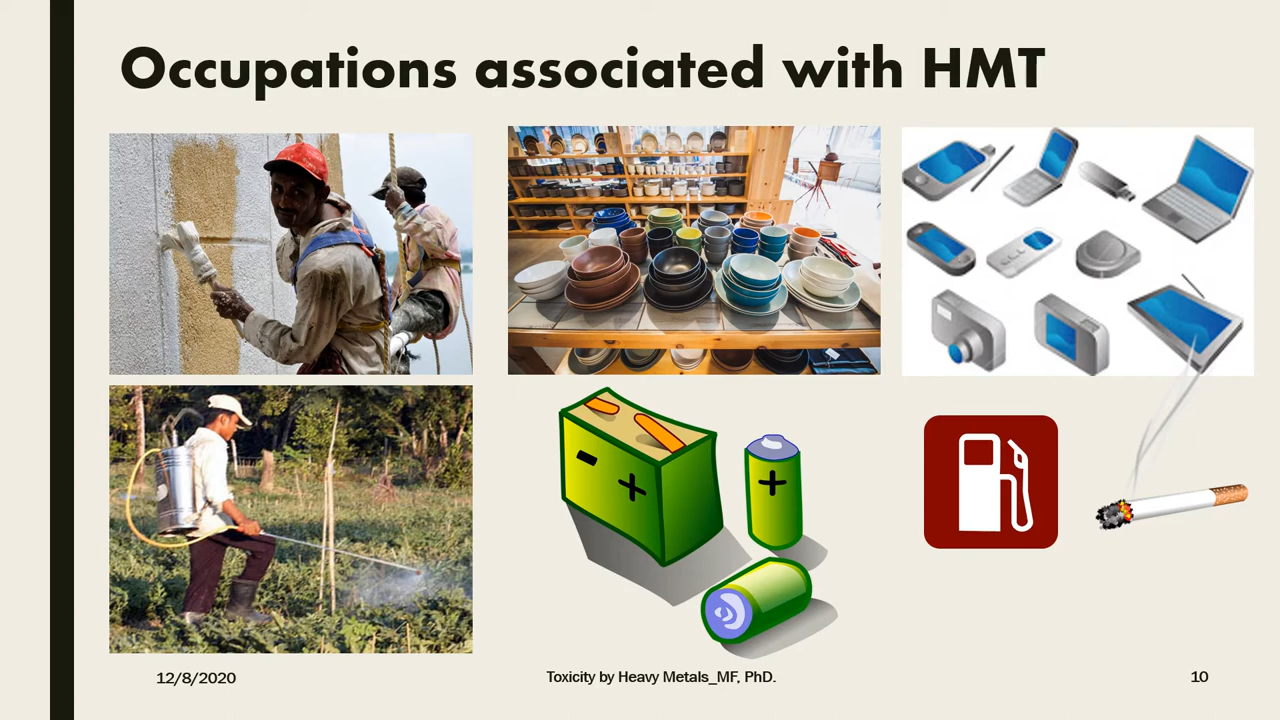 Occupations associated with HMT
12/8/2020
Toxicity by Heavy Metals_MF, PhD.
10